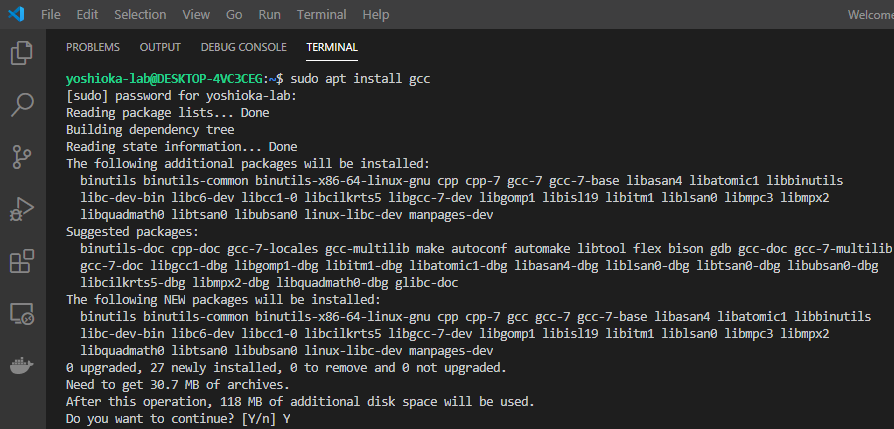 File Edit Selection View Go Run Terminal Help Welcome
PROBLEMS OUTPUT DEBUG CONSOLE TERMINAL
yoshioka-lab@DESKTOP-4VC3CEG:~$ sudo apt install gcc
[sudo] password for yoshioka-lab:
Reading package lists... Done
Building dependency tree
Reading state information... Done
The following additional packages will be installed:
binutils binutils-common binutils-x86-64-linux-gnu cpp cpp-7 gcc-7 gcc-7-base libasan4 libatomic1 libbinutils
libc-dev-bin libc6-dev libcc1-0 libcilkrts5 libgcc-7-dev libgomp1 libisl19 libitm1 liblsan0 libmpc3 libmpx2
libquadmath0 libtsan0 libubsan0 linux-libc-dev manpages-dev
Suggested packages:
binutils-doc cpp-doc gcc-7-locales gcc-multilib make autoconf automake libtool flex bison gdb gcc-doc gcc-7-multilib
gcc-7-doc libgcc1-dbg libgomp1-dbg libitm1-dbg libatomic1-dbg libasan4-dbg liblsan0-dbg libtsan0-dbg libubsan0-dbg
libcilkrts5-dbg libmpx2-dbg libquadmath0-dbg glibc-doc
The following NEW packages will be installed:
binutils binutils-common binutils-x86-64-linux-gnu cpp cpp-7 gcc gcc-7 gcc-7-base libasan4 libatomic1 libbinutils
libc-dev-bin libc6-dev libcc1-0 libcilkrts5 libgcc-7-dev libgomp1 libisl19 libitm1 liblsan0 libmpc3 libmpx2
libquadmath0 libtsan0 libubsan0 linux-libc-dev manpages-dev
0 upgraded, 27 newly installed, 0 to remove and 0 not upgraded.
Need to get 30.7 MB of archives.
After this operation, 118 MB of additional disk space will be used.
Do you want to continue? [Y/n] Y